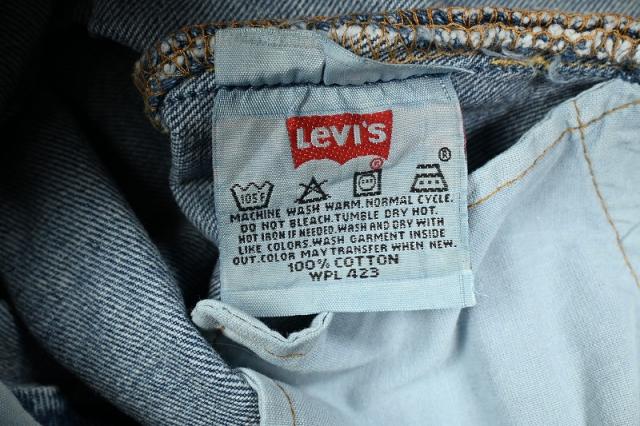 Levi's
®
®
105F
MACHINE WASH WARM.NORMAL CYCLE.
DO NOT BLEACH.TUMBLE DRY HOT.
HOT IRON IF NEEDED.WASH AND DRY WITH
LIKE COLORS.WASH GARMENT INSIDE
OUT.COLOR MAY TRANSFER WHEN NEW.
100% COTTON
WPL 423